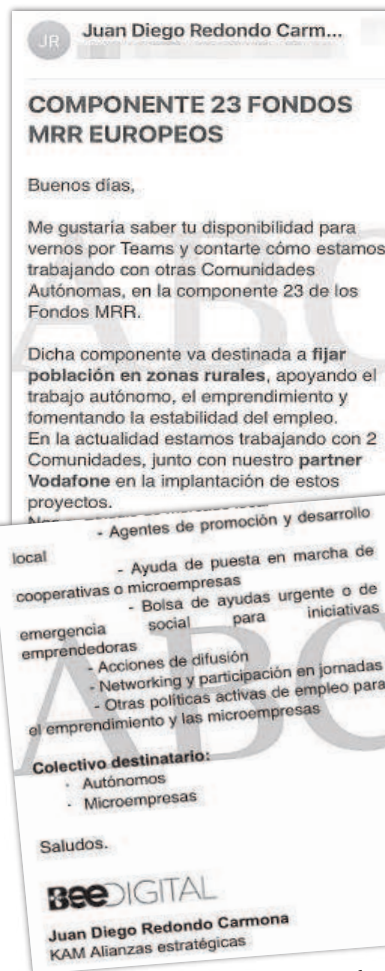 JR
Juan Diego Redondo Carm...
COMPONENTE 23 FONDOS
MRR EUROPEOS
Buenos días,
Me gustaría saber tu disponibilidad para
vernos por Teams y contarte cómo estamos
trabajando con otras Comunidades
Autónomas, en la componente 23 de los
Fondos MRR.
Dicha componente va destinada a fijar
población en zonas rurales, apoyando el
trabajo autónomo, el emprendimiento y
fomentando la estabilidad del empleo.
En la actualidad estamos trabajando con 2
Comunidades, junto con nuestro partner
Vodafone en la implantación de estos
proyectos.
- Agentes de promoción y desarrollo
local
- Ayuda de puesta en marcha de
cooperativas o microempresas
- Bolsa de ayudas urgente o de
emergencia social para iniciativas
emprendedoras
- Acciones de difusión
- Networking y participación en jornadas
- Otras políticas activas de empleo para
el emprendimiento y las microempresas
Colectivo destinatario:
· Autónomos
· Microempresas
Saludos.
BeeDIGITAL
Juan Diego Redondo Carmona
KAM Alianzas estratégicas
ABC
ABC